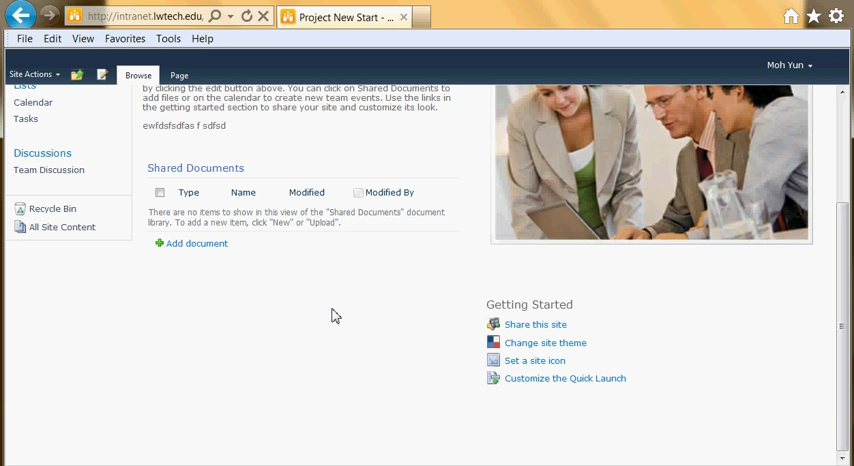 http://intranet.lwtech.edu,
Project New Start - ...
File Edit View Favorites Tools Help
Site Actions
Browse
Page
Moh Yun
Lists
Calendar
Tasks
Discussions
Team Discussion
Recycle Bin
All Site Content
by clicking the edit button above. You can click on Shared Documents to
add files or on the calendar to create new team events. Use the links in
the getting started section to share your site and customize its look.
ewfdsfsdfas f sdfsd
Shared Documents
Type Name Modified Modified By
There are no items to show in this view of the "Shared Documents" document
library. To add a new item, click "New" or "Upload".
Add document
Getting Started
Share this site
Change site theme
Set a site icon
Customize the Quick Launch